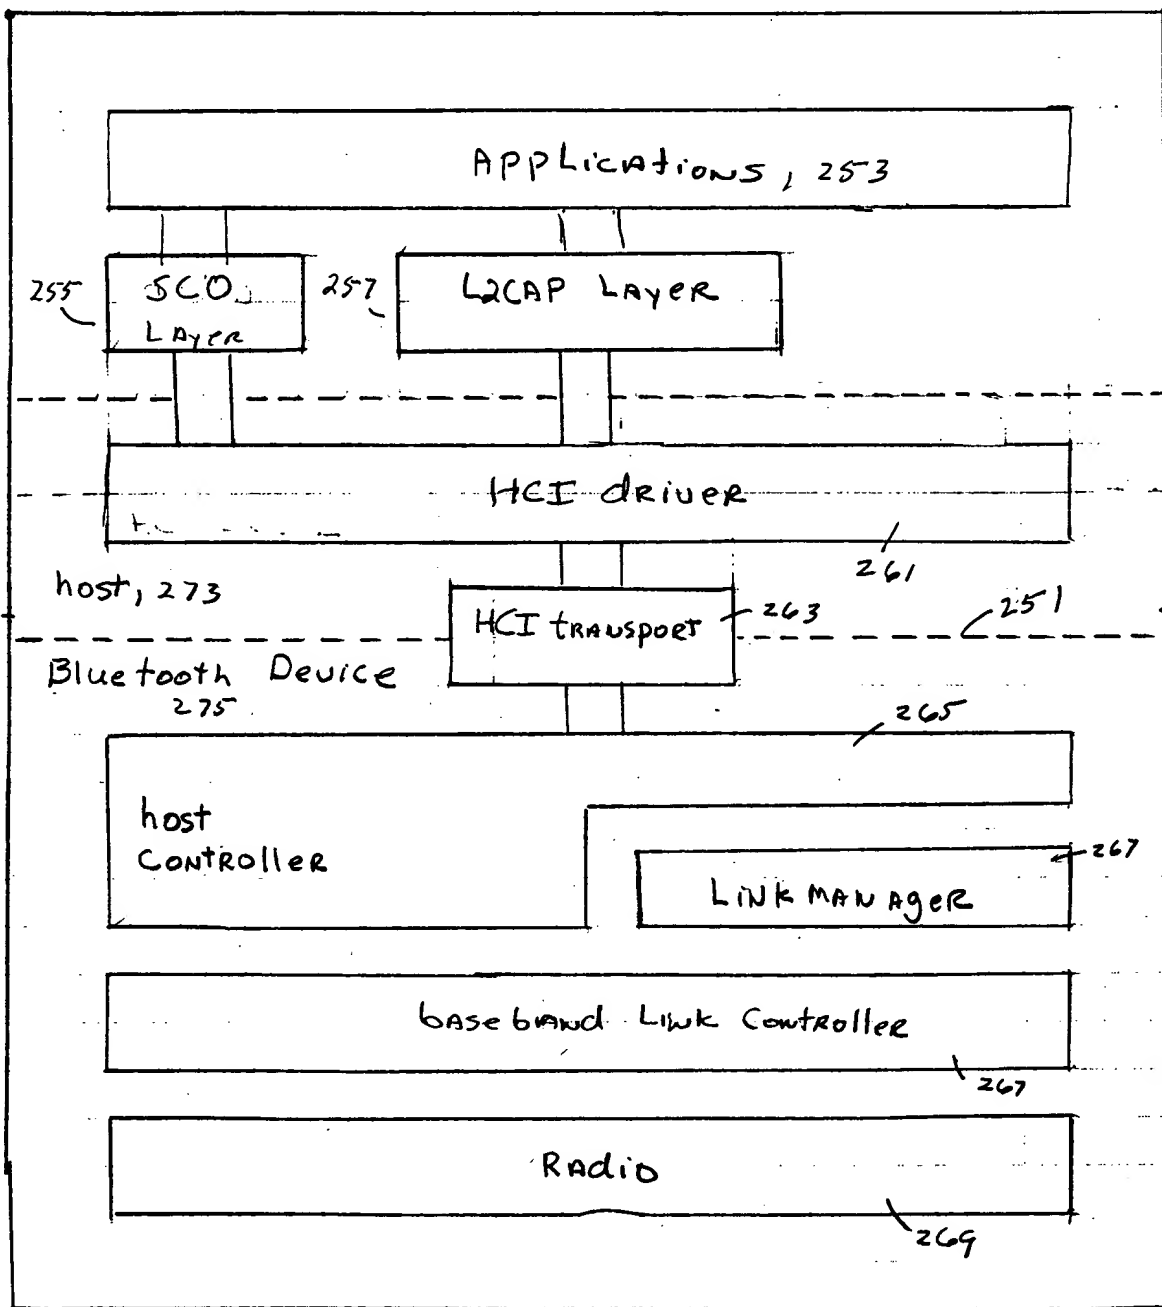 Applications, 253
255
SCO
Layer
257
L2CAP Layer
HCI driver
261
host, 273
HCI transport
263
251
Bluetooth Device
275
265
host
Controller
267
Link Manager
baseband Link Controller
267
Radio
269